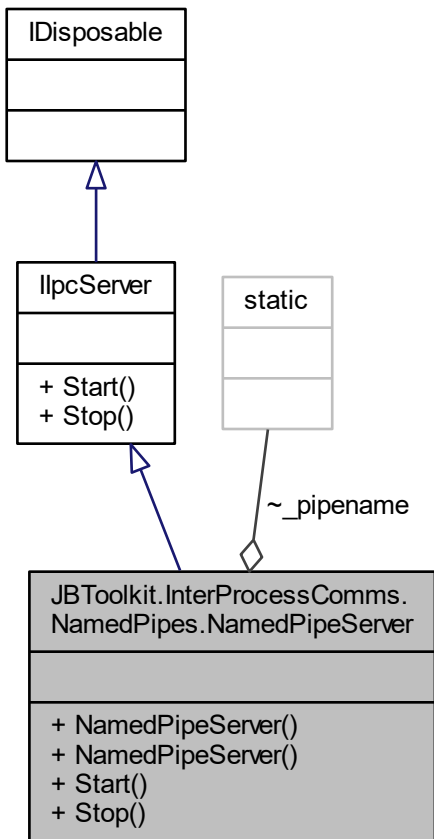 IDisposable
IIpcServer
+ Start()
+ Stop()
static
~_pipename
JBToolkit.InterProcessComms.
NamedPipes.NamedPipeServer
+ NamedPipeServer()
+ NamedPipeServer()
+ Start()
+ Stop()